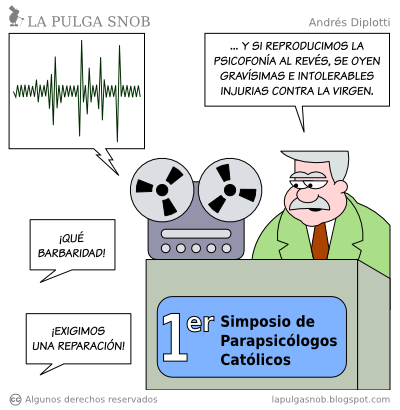 LA PULGA SNOB
Andrés Diplotti
... Y SI REPRODUCIMOS LA
PSICOFONÍA AL REVÉS, SE OYEN
GRAVÍSIMAS E INTOLERABLES
INJURIAS CONTRA LA VIRGEN.
¡QUÉ
BARBARIDAD!
¡EXIGIMOS
UNA REPARACIÓN!
1er
Simposio de
Parapsicólogos
Católicos
cc Algunos derechos reservados
lapulgasnob.blogspot.com